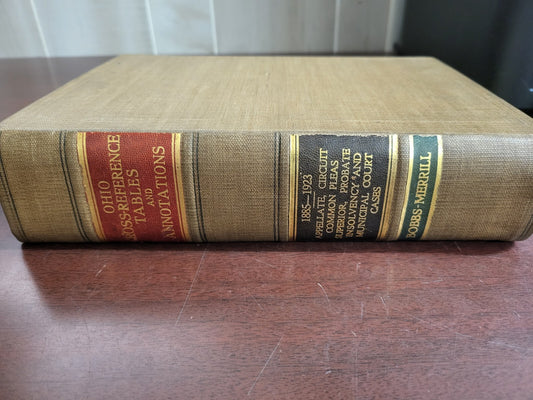 OHIO
CROSS-REFERENCE
TABLES
AND
ANNOTATIONS
1885—1923
APPELLATE, CIRCUIT
COMMON PLEAS
SUPERIOR, PROBATE
INSOLVENCY AND
MUNICIPAL COURT
CASES
BOBBS-MERRILL